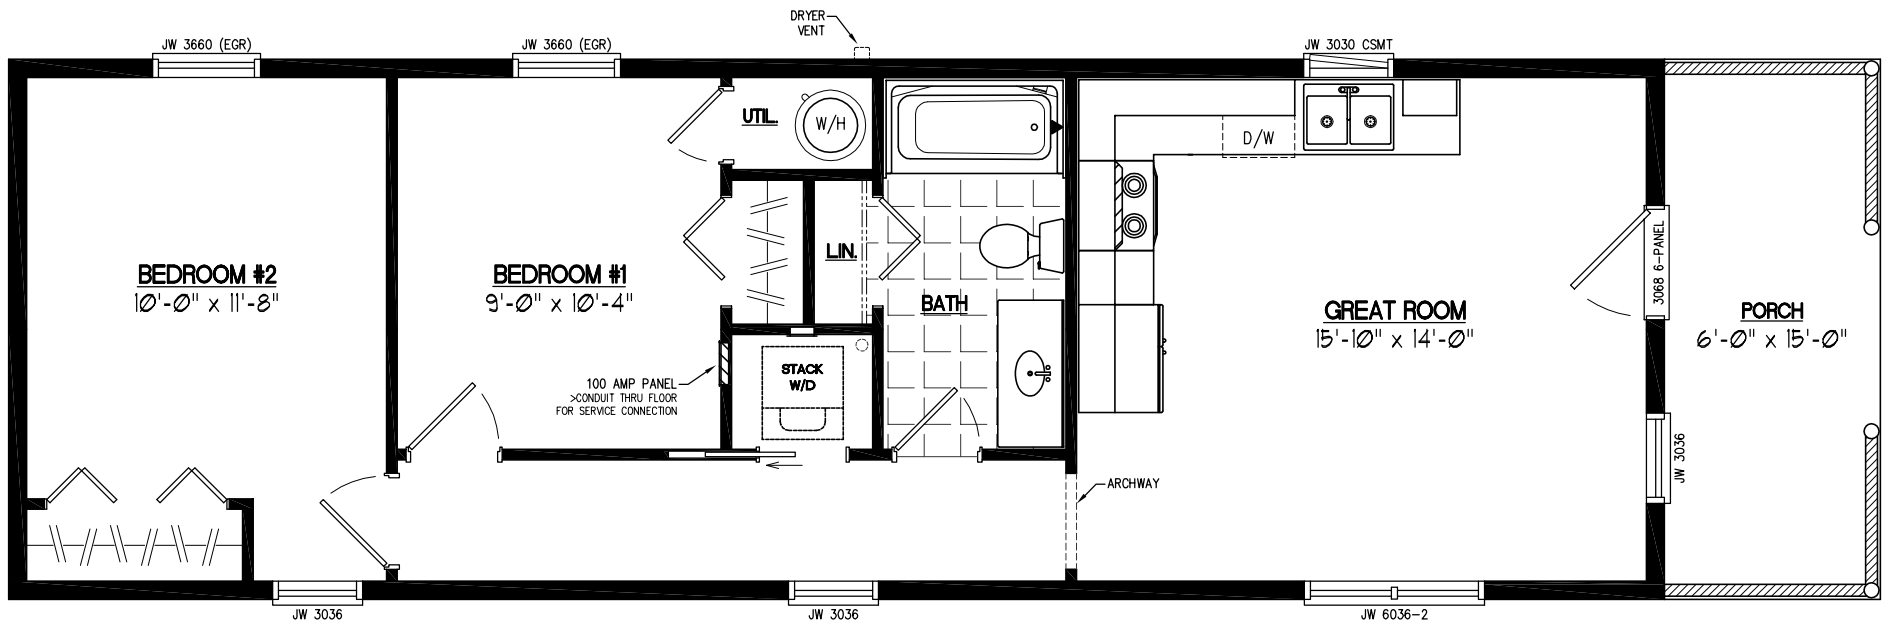 DRYER
VENT
JW 3660 (EGR)
JW 3660 (EGR)
JW 3030 CSMT
UTIL.
W/H
D/W
3068 6-PANEL
LIN.
BEDROOM #2
10'-0" x 11'-8"
BEDROOM #1
9'-0" x 10'-4"
BATH
GREAT ROOM
15'-10" x 14'-0"
PORCH
6'-0" x 15'-0"
STACK
W/D
100 AMP PANEL
>CONDUIT THRU FLOOR
FOR SERVICE CONNECTION
JW 3036
ARCHWAY
JW 3036
JW 3036
JW 6036-2